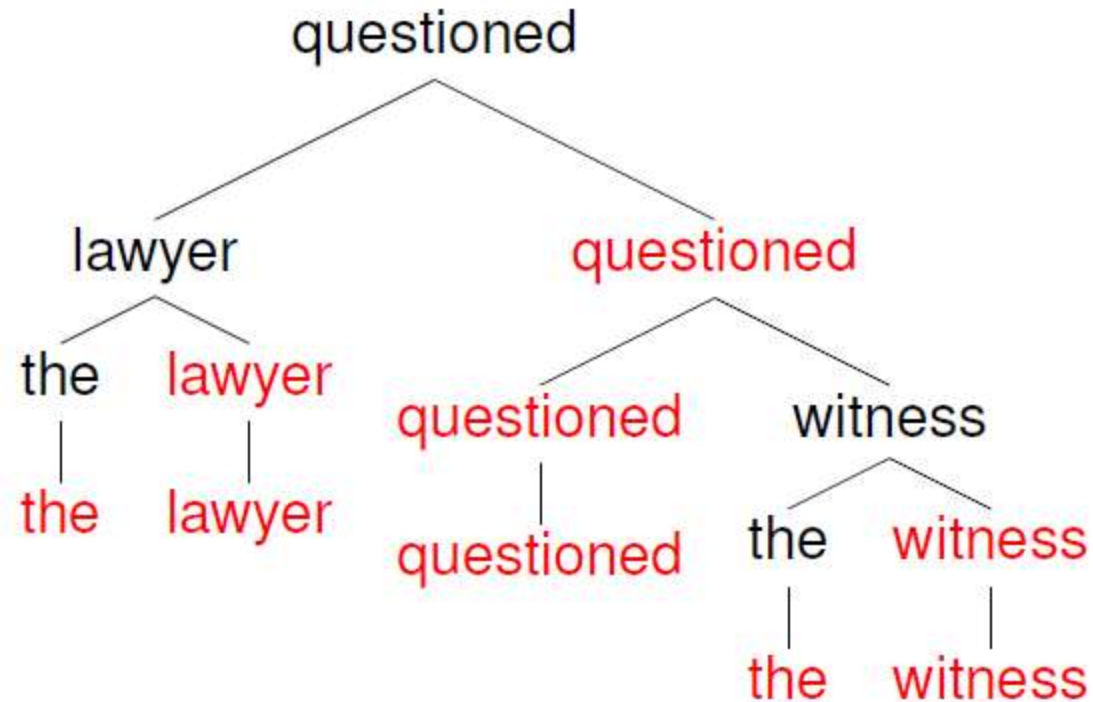 questioned
lawyer questioned
the lawyer
questioned witness
the lawyer
questioned
the witness
the witness